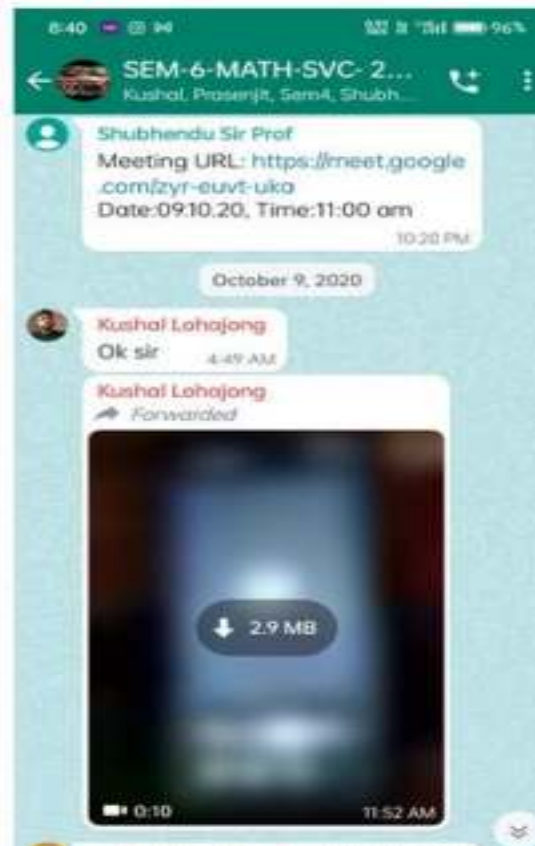 8:40 96%
SEM-6-MATH-SVC- 2...
Kushal, Prosenjit, Sem4, Shubh...
Shubhendu Sir Prof
Meeting URL: https://meet.google
.com/zyr-euvt-uka
Date:09.10.20, Time:11:00 am
10:20 PM
October 9, 2020
Kushal Lohajong
Ok sir 4:49 AM
Kushal Lohajong
Forwarded
2.9 MB
0:10 11:52 AM